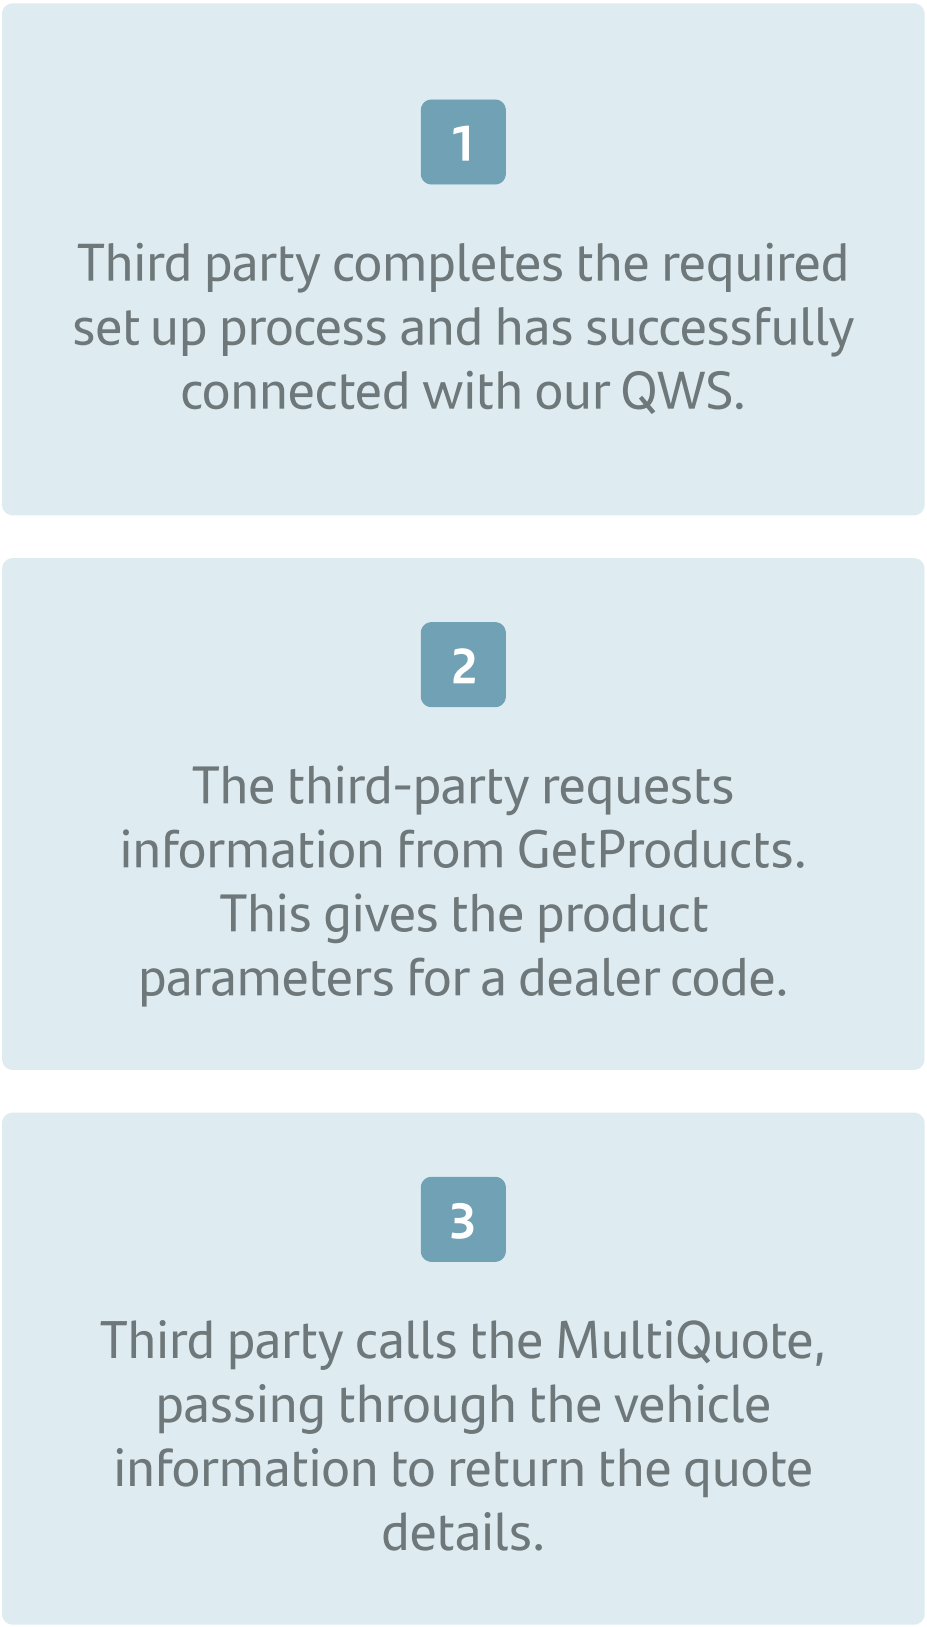 1
Third party completes the required
set up process and has successfully
connected with our QWS.
2
The third-party requests
information from GetProducts.
This gives the product
parameters for a dealer code.
3
Third party calls the MultiQuote,
passing through the vehicle
information to return the quote
details.